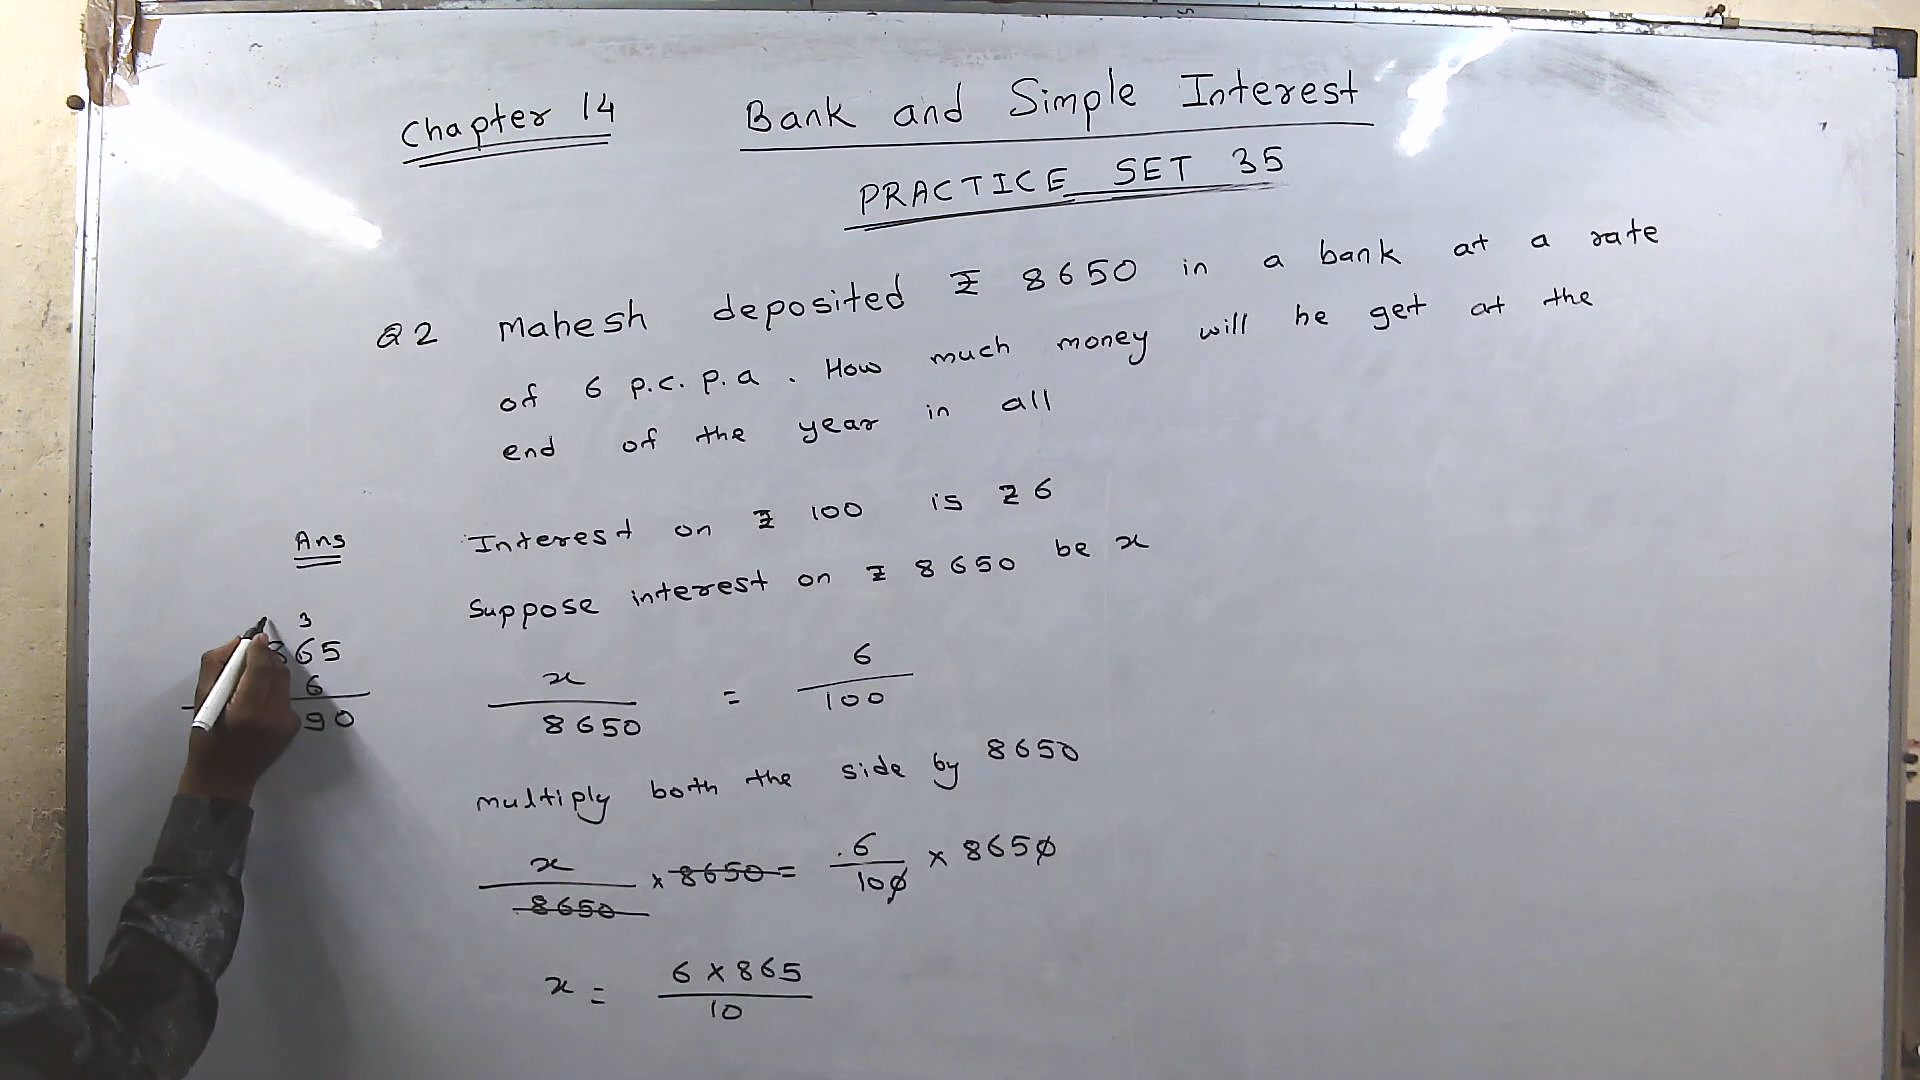 Chapter 14 Bank and Simple Interest
PRACTICE SET 35
Q2 Mahesh deposited ₹ 8650 in a bank at a rate
of 6 p.c.p.a. How much money will he get at the
end of the year in all
Ans Interest on ₹ 100 is ₹ 6
Suppose interest on ₹ 8650 be x
3
865
6
90
x/8650 = 6/100
multiply both the side by 8650
x/8650 × 8650 = 6/100 × 8650
x = 6 × 865/10